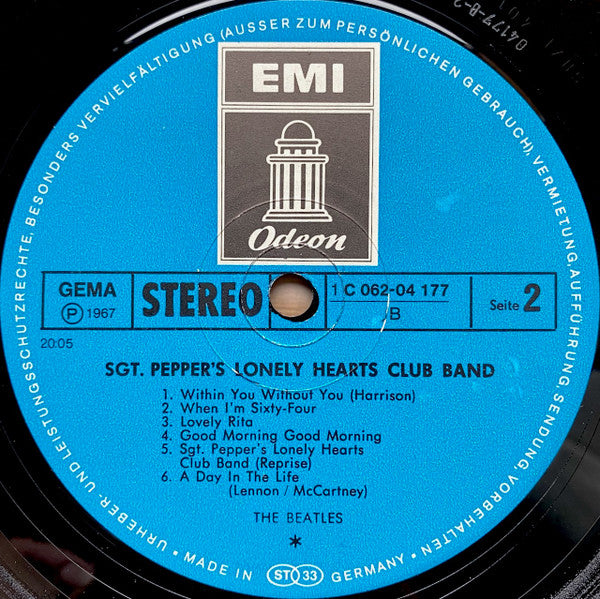 EMI
Odeon
GEMA
Ⓟ 1967
STEREO
1 C 062-04 177
B
Seite 2
20:05
SGT. PEPPER'S LONELY HEARTS CLUB BAND
1. Within You Without You (Harrison)
2. When I'm Sixty-Four
3. Lovely Rita
4. Good Morning Good Morning
5. Sgt. Pepper's Lonely Hearts
Club Band (Reprise)
6. A Day In The Life
(Lennon / McCartney)
THE BEATLES
*
URHEBER- UND LEISTUNGSSCHUTZRECHTE, BESONDERS VERVIELFÄLTIGUNG (AUSSER ZUM PERSÖNLICHEN GEBRAUCH), VERMIETUNG, AUFFÜHRUNG, SENDUNG, VORBEHALTEN
• MADE IN ST 33 GERMANY •
04177-B-2